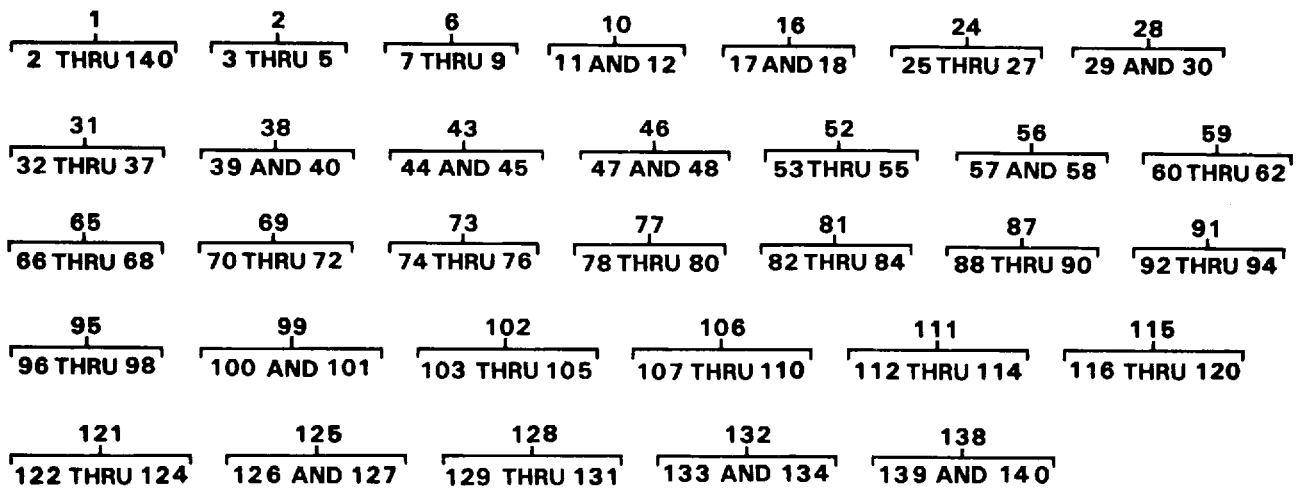 1 2 6 10 16 24 28
2 THRU 140 3 THRU 5 7 THRU 9 11 AND 12 17 AND 18 25 THRU 27 29 AND 30
31 38 43 46 52 56 59
32 THRU 37 39 AND 40 44 AND 45 47 AND 48 53 THRU 55 57 AND 58 60 THRU 62
65 69 73 77 81 87 91
66 THRU 68 70 THRU 72 74 THRU 76 78 THRU 80 82 THRU 84 88 THRU 90 92 THRU 94
95 99 102 106 111 115
96 THRU 98 100 AND 101 103 THRU 105 107 THRU 110 112 THRU 114 116 THRU 120
121 125 128 132 138
122 THRU 124 126 AND 127 129 THRU 131 133 AND 134 139 AND 140